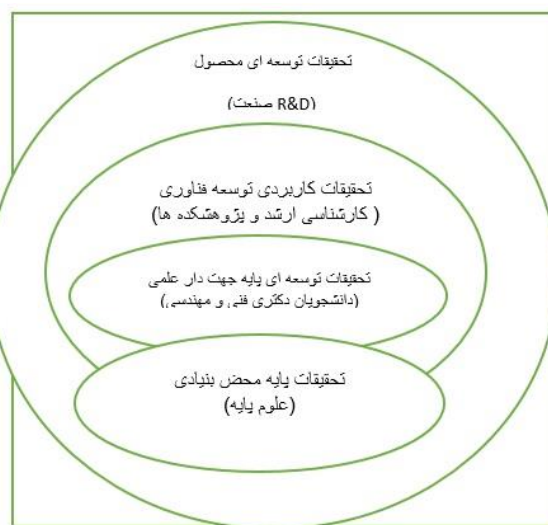 تحقیقات توسعه ای محصول
(R&D صنعت)
تحقیقات کاربردی توسعه فناوری
( کارشناسی ارشد و پژوهشکده ها)
تحقیقات توسعه ای پایه جهت دار علمی
(دانشجویان دکتری فنی و مهندسی)
تحقیقات پایه محض بنیادی
(علوم پایه)